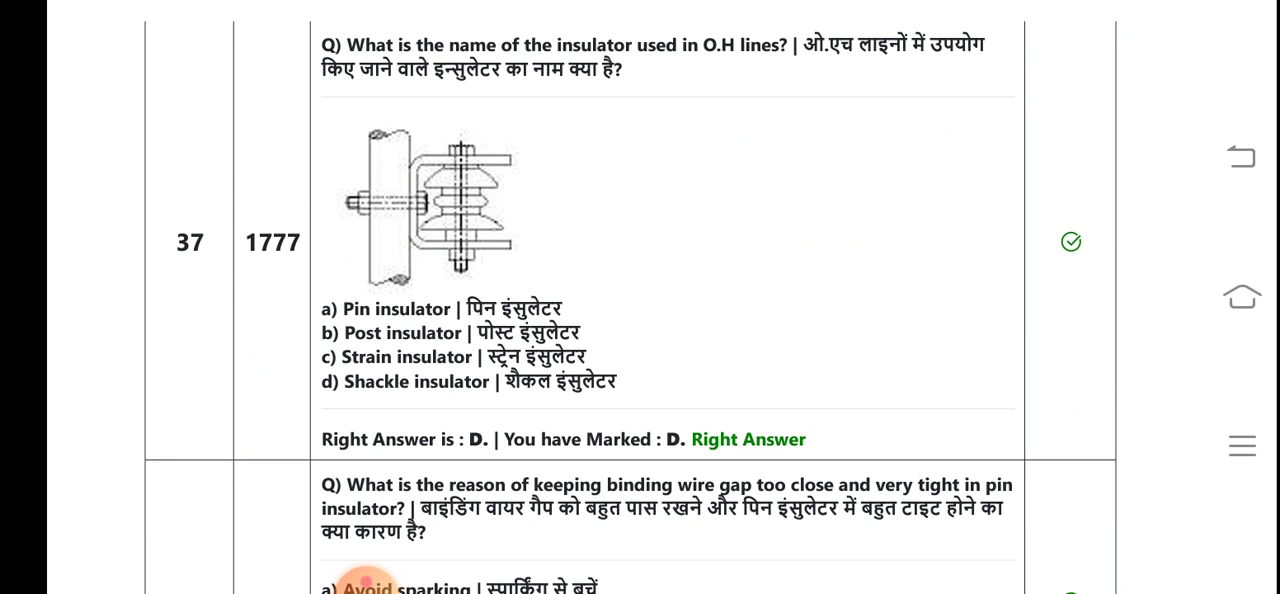 Q) What is the name of the insulator used in O.H lines? | ओ.एच लाइनों में उपयोग
किए जाने वाले इन्सुलेटर का नाम क्या है?
37
1777
a) Pin insulator | पिन इंसुलेटर
b) Post insulator | पोस्ट इंसुलेटर
c) Strain insulator | स्ट्रेन इंसुलेटर
d) Shackle insulator | शैकल इंसुलेटर
Right Answer is : D. | You have Marked : D. Right Answer
Q) What is the reason of keeping binding wire gap too close and very tight in pin
insulator? | बाइंडिंग वायर गैप को बहुत पास रखने और पिन इंसुलेटर में बहुत टाइट होने का
क्या कारण है?
a) Avoid sparking | स्पार्किंग से बचें